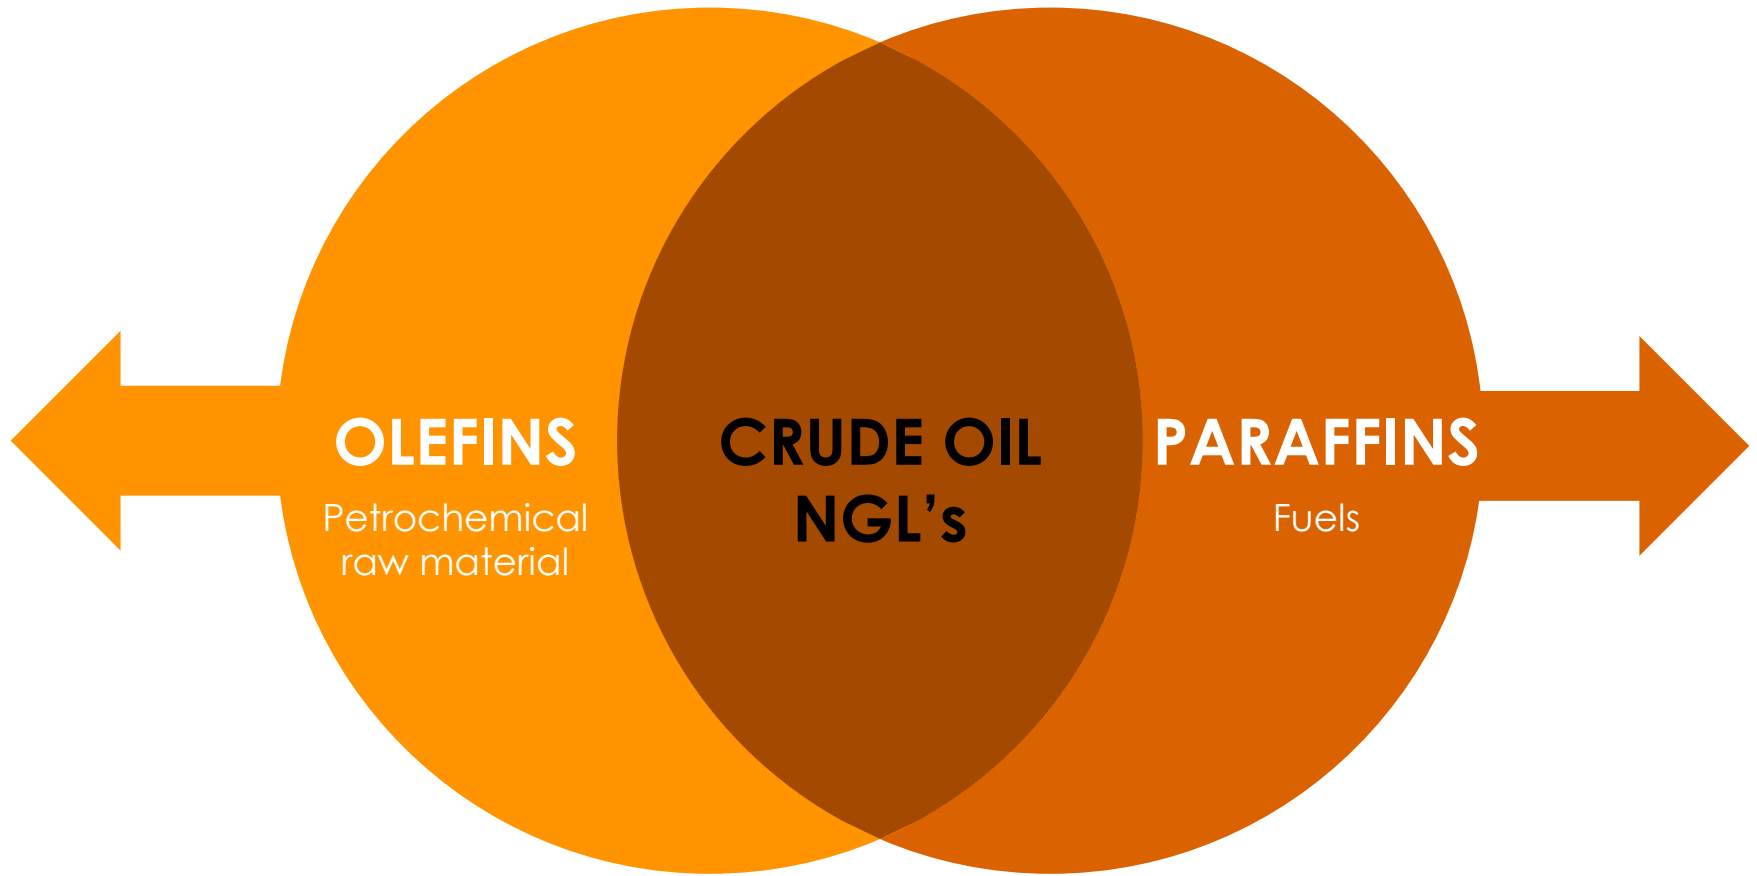 OLEFINS
Petrochemical
raw material
CRUDE OIL
NGL’s
PARAFFINS
Fuels